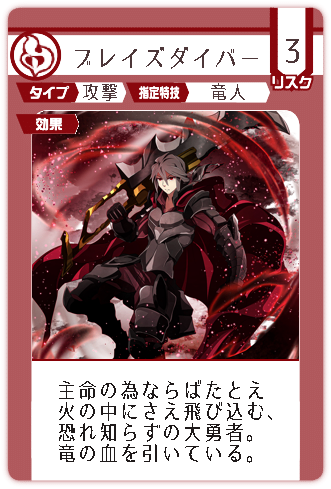 ブレイズダイバー
3
リスク
タイプ 攻撃 指定特技 竜人
効果
主命の為ならばたとえ
火の中にさえ飛び込む、
恐れ知らずの大勇者。
竜の血を引いている。